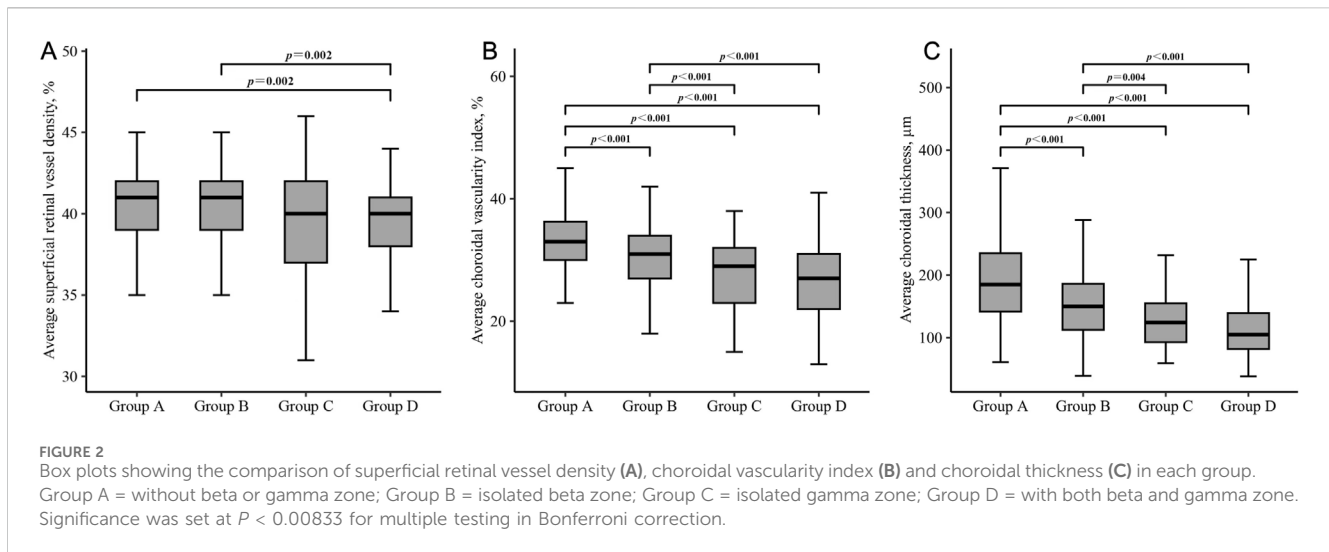 A
50
45
40
35
30
Average superficial retinal vessel density, %
p=0.002
p=0.002
Group A Group B Group C Group D
B
60
40
20
Average choroidal vascularity index, %
p<0.001
p<0.001
p<0.001
p<0.001
p<0.001
Group A Group B Group C Group D
C
500
400
300
200
100
Average choroidal thickness, μm
p<0.001
p=0.004
p<0.001
p<0.001
p<0.001
Group A Group B Group C Group D
FIGURE 2
Box plots showing the comparison of superficial retinal vessel density (A), choroidal vascularity index (B) and choroidal thickness (C) in each group.
Group A = without beta or gamma zone; Group B = isolated beta zone; Group C = isolated gamma zone; Group D = with both beta and gamma zone.
Significance was set at P < 0.00833 for multiple testing in Bonferroni correction.